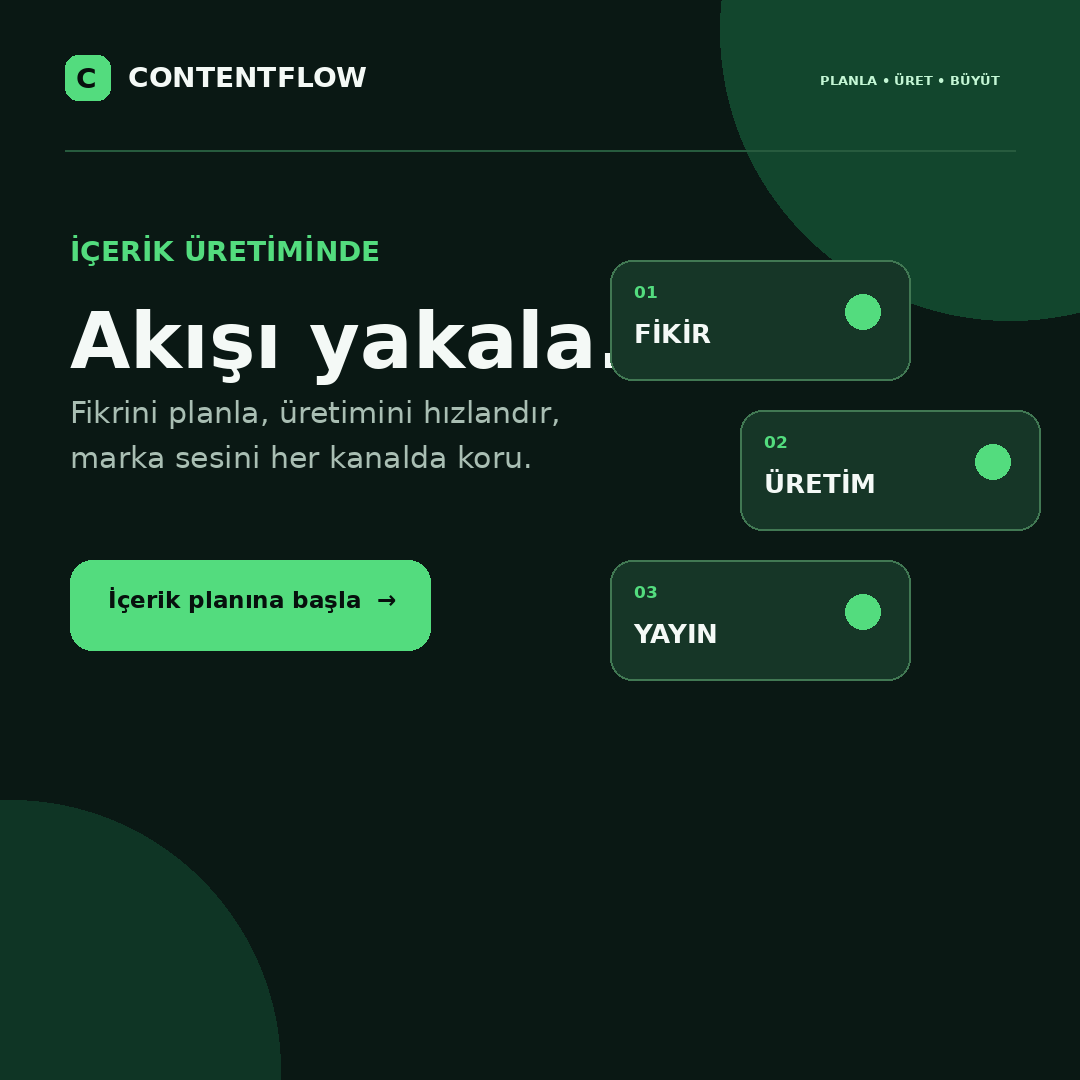 C CONTENTFLOW
PLANLA • ÜRET • BÜYÜT
İÇERİK ÜRETİMİNDE
Akışı yakala.
Fikrini planla, üretimini hızlandır,
marka sesini her kanalda koru.
İçerik planına başla →
01
FİKİR
02
ÜRETİM
03
YAYIN